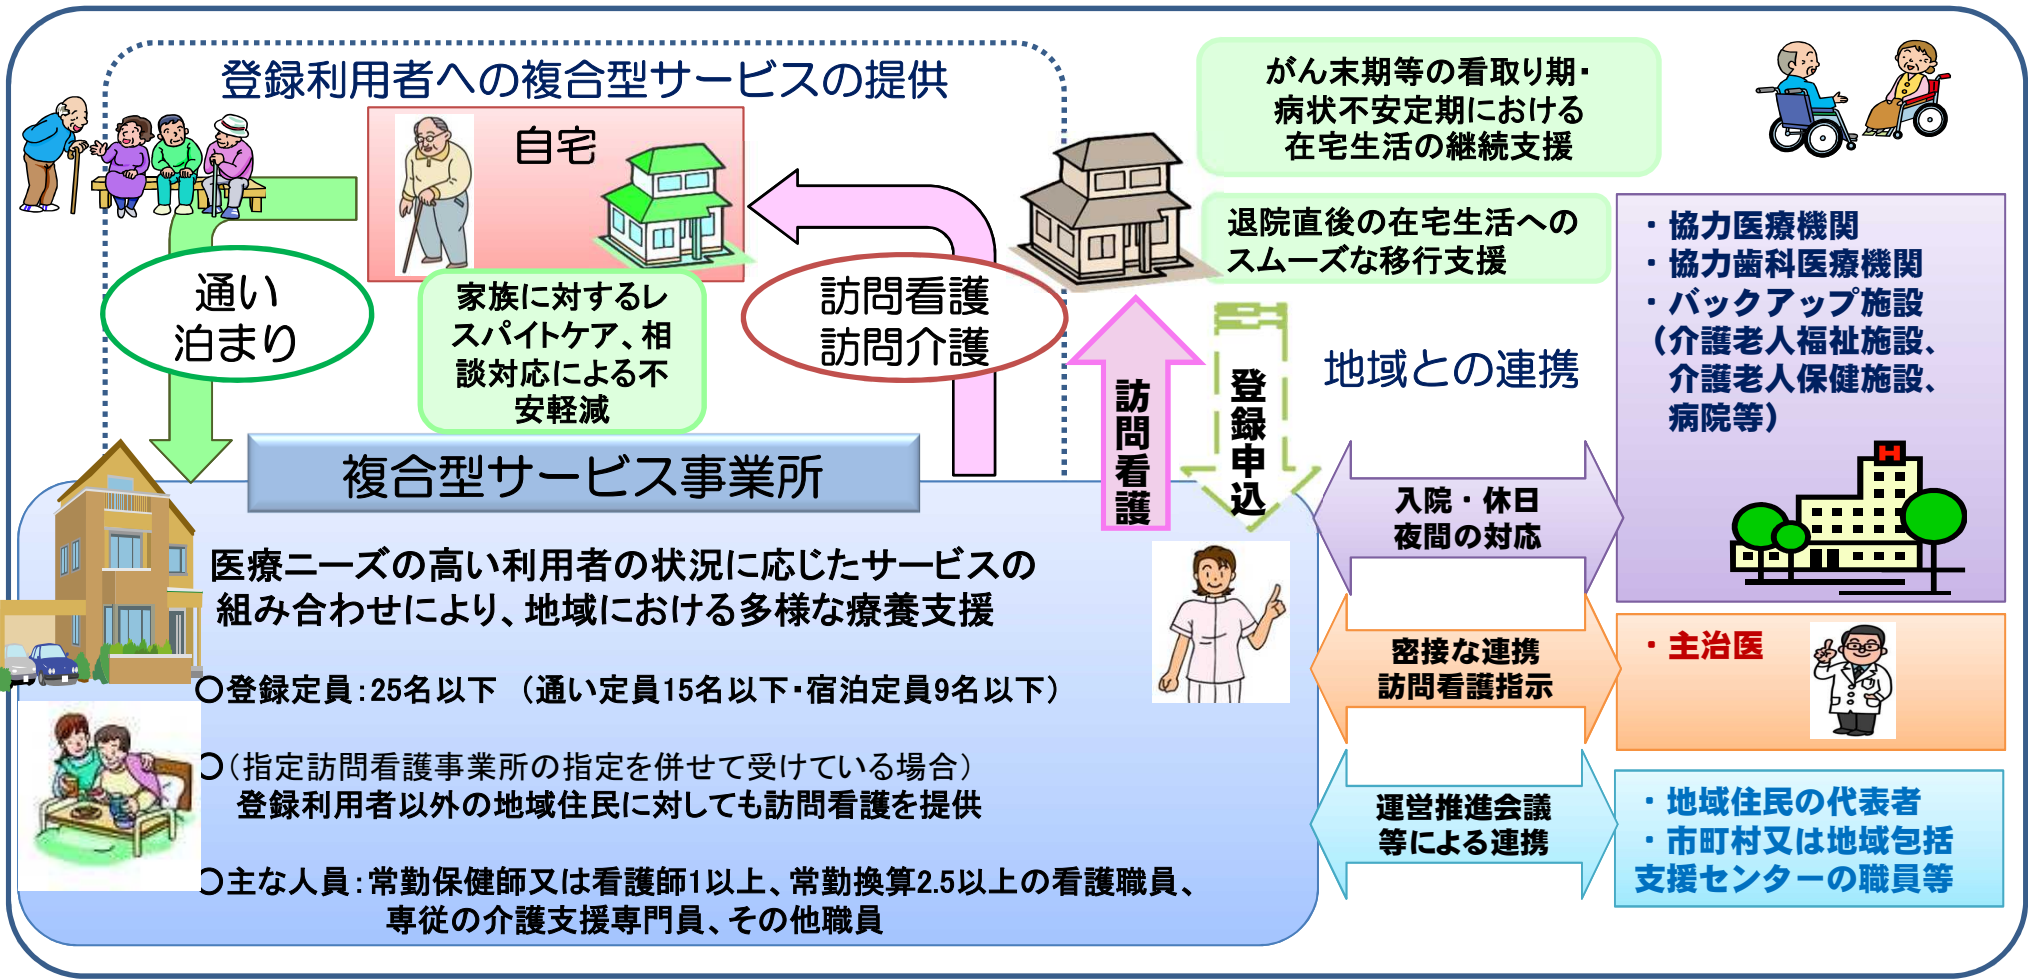 登録利用者への複合型サービスの提供
自宅
通い
泊まり
家族に対するレ
スパイトケア、相
談対応による不
安軽減
訪問看護
訪問介護
がん末期等の看取り期・
病状不安定期における
在宅生活の継続支援
退院直後の在宅生活への
スムーズな移行支援
訪問看護
登録申込
地域との連携
・協力医療機関
・協力歯科医療機関
・バックアップ施設
（介護老人福祉施設、
介護老人保健施設、
病院等）
H
入院・休日
夜間の対応
複合型サービス事業所
医療ニーズの高い利用者の状況に応じたサービスの
組み合わせにより、地域における多様な療養支援
○登録定員：25名以下　（通い定員15名以下・宿泊定員9名以下）
○（指定訪問看護事業所の指定を併せて受けている場合）
登録利用者以外の地域住民に対しても訪問看護を提供
○主な人員：常勤保健師又は看護師1以上、常勤換算2.5以上の看護職員、
専従の介護支援専門員、その他職員
密接な連携
訪問看護指示
・主治医
運営推進会議
等による連携
・地域住民の代表者
・市町村又は地域包括
支援センターの職員等